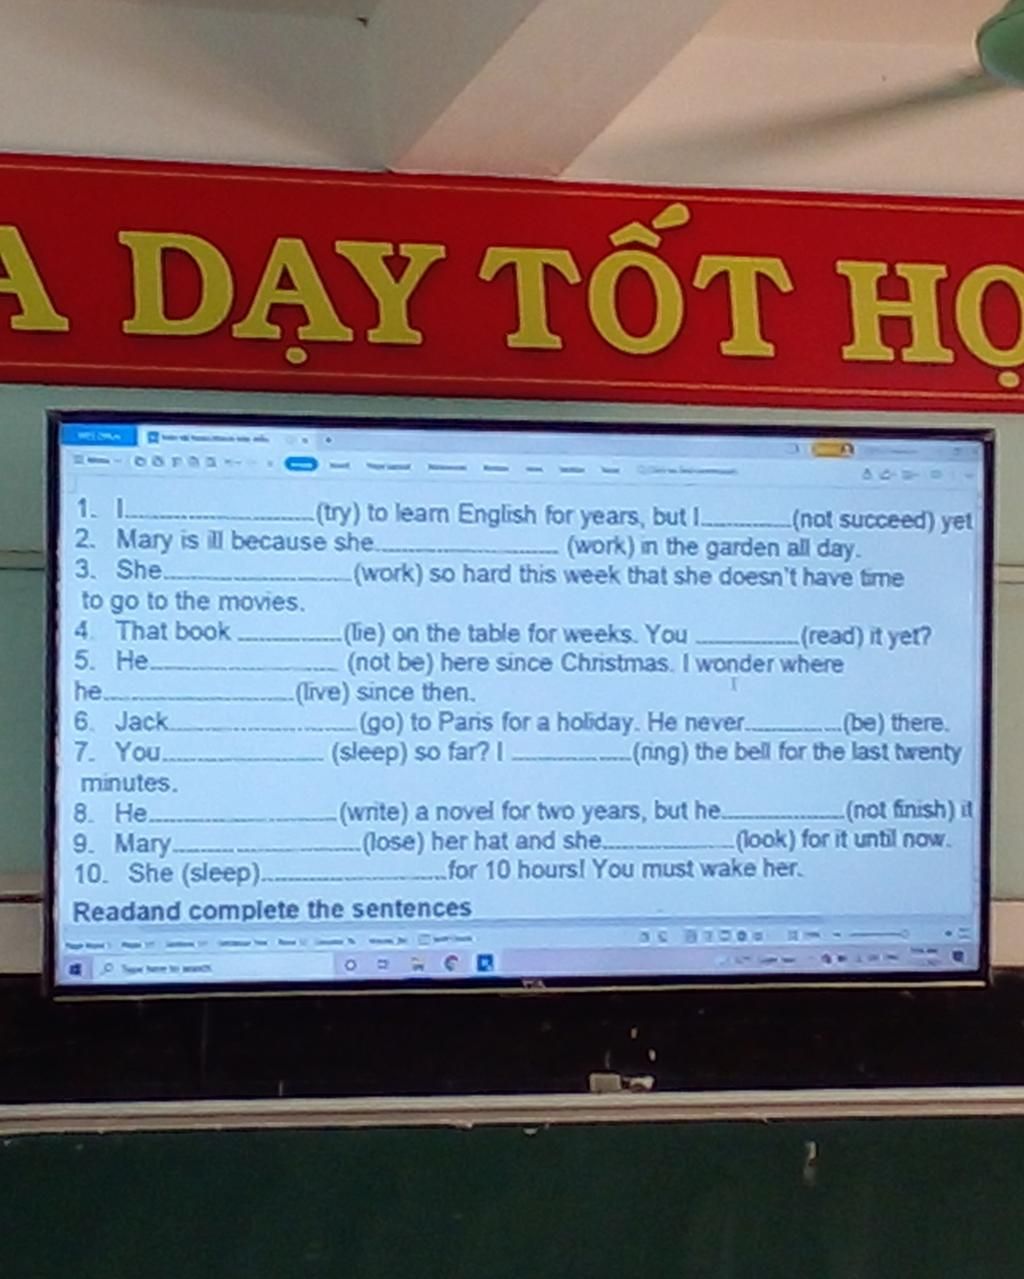 A DẠY TỐT HỌ
1. I....................(try) to learn English for years, but I..........(not succeed) yet
2. Mary is ill because she.................... (work) in the garden all day.
3. She....................(work) so hard this week that she doesn't have time
to go to the movies.
4. That book ............(lie) on the table for weeks. You ............(read) it yet?
5. He.................... (not be) here since Christmas. I wonder where
he....................(live) since then.
6. Jack....................(go) to Paris for a holiday. He never...........(be) there.
7. You.................. (sleep) so far? I .............(ring) the bell for the last twenty
minutes.
8. He....................(write) a novel for two years, but he.............(not finish) it
9. Mary....................(lose) her hat and she..............(look) for it until now.
10. She (sleep)....................for 10 hours! You must wake her.
Readand complete the sentences
Type here to search